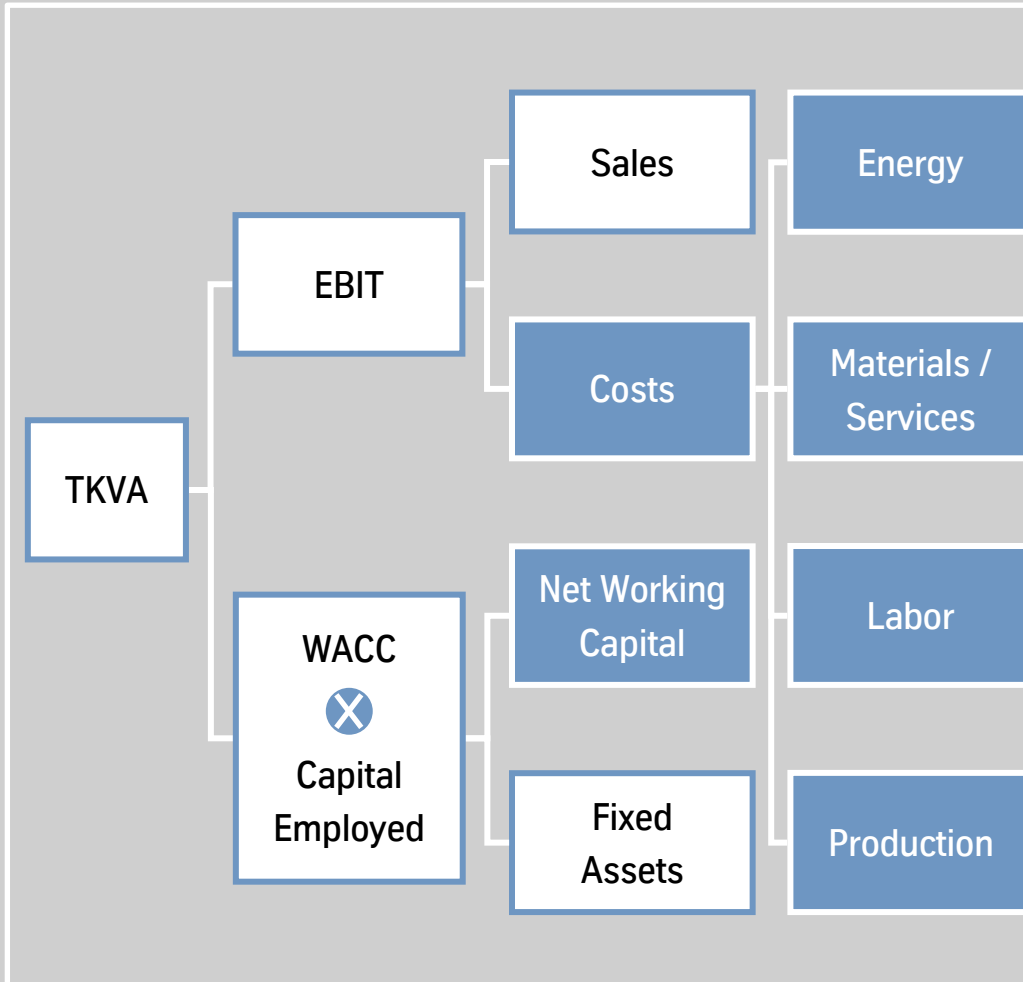 TKVA
EBIT
WACC
X
Capital
Employed
Sales
Costs
Net Working
Capital
Fixed
Assets
Energy
Materials /
Services
Labor
Production